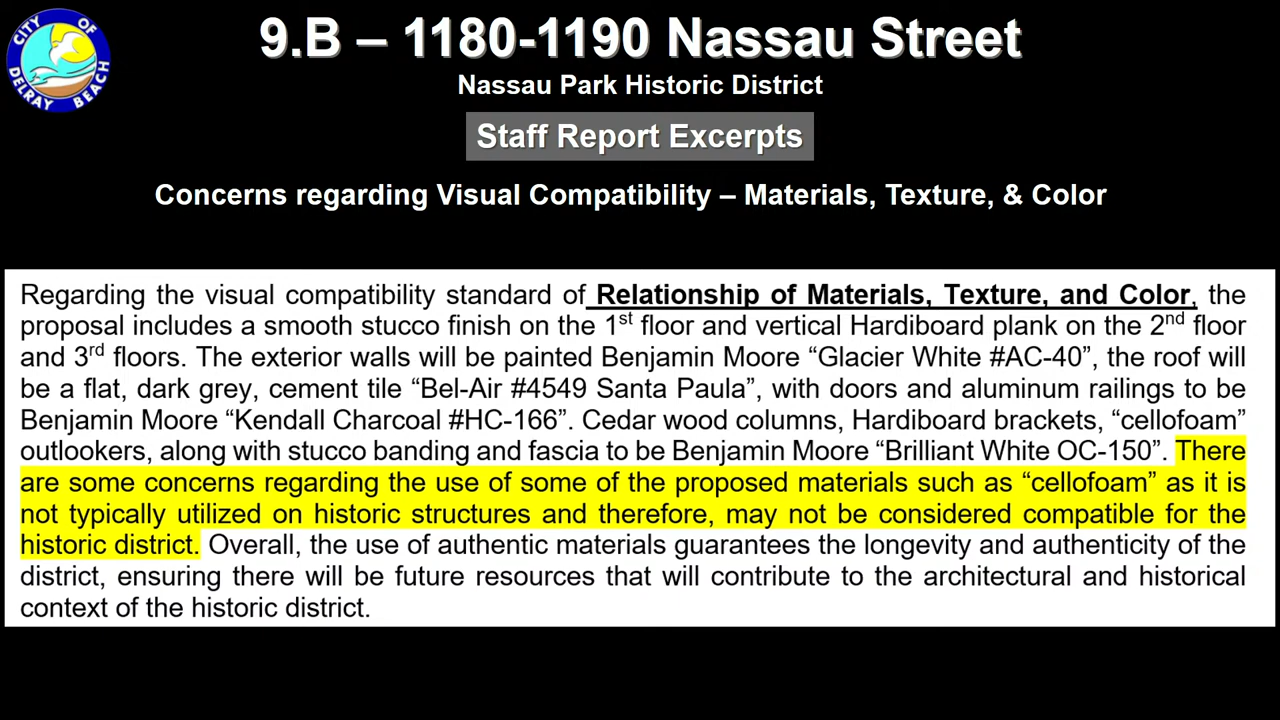 CITY OF
DELRAY BEACH
9.B – 1180-1190 Nassau Street
Nassau Park Historic District
Staff Report Excerpts
Concerns regarding Visual Compatibility – Materials, Texture, & Color
Regarding the visual compatibility standard of Relationship of Materials, Texture, and Color, the
proposal includes a smooth stucco finish on the 1st floor and vertical Hardiboard plank on the 2nd floor
and 3rd floors. The exterior walls will be painted Benjamin Moore “Glacier White #AC-40”, the roof will
be a flat, dark grey, cement tile “Bel-Air #4549 Santa Paula”, with doors and aluminum railings to be
Benjamin Moore “Kendall Charcoal #HC-166”. Cedar wood columns, Hardiboard brackets, “cellofoam”
outlookers, along with stucco banding and fascia to be Benjamin Moore “Brilliant White OC-150”. There
are some concerns regarding the use of some of the proposed materials such as “cellofoam” as it is
not typically utilized on historic structures and therefore, may not be considered compatible for the
historic district. Overall, the use of authentic materials guarantees the longevity and authenticity of the
district, ensuring there will be future resources that will contribute to the architectural and historical
context of the historic district.